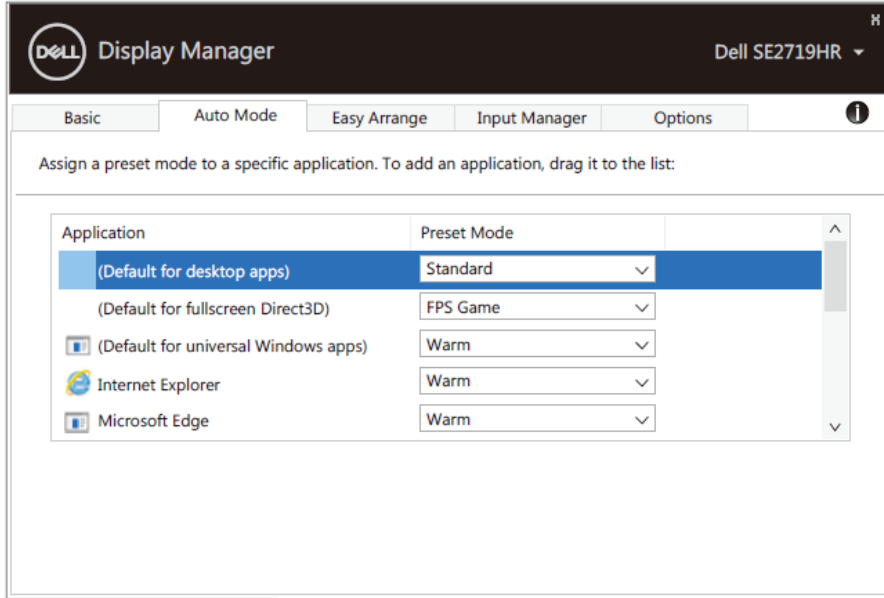 DELL Display Manager
Dell SE2719HR
Basic Auto Mode Easy Arrange Input Manager Options
Assign a preset mode to a specific application. To add an application, drag it to the list:
Application Preset Mode
(Default for desktop apps) Standard
(Default for fullscreen Direct3D) FPS Game
(Default for universal Windows apps) Warm
Internet Explorer Warm
Microsoft Edge Warm